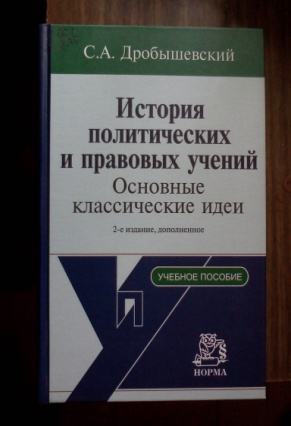 С.А. Дробышевский
История
политических
и правовых учений
Основные
классические идеи
2-е издание, дополненное
УЧЕБНОЕ ПОСОБИЕ
НОРМА